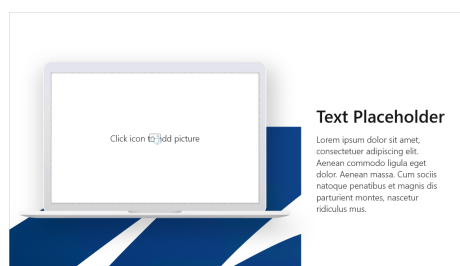 Click icon to add picture
Text Placeholder
Lorem ipsum dolor sit amet,
consectetuer adipiscing elit.
Aenean commodo ligula eget
dolor. Aenean massa. Cum sociis
natoque penatibus et magnis dis
parturient montes, nascetur
ridiculus mus.